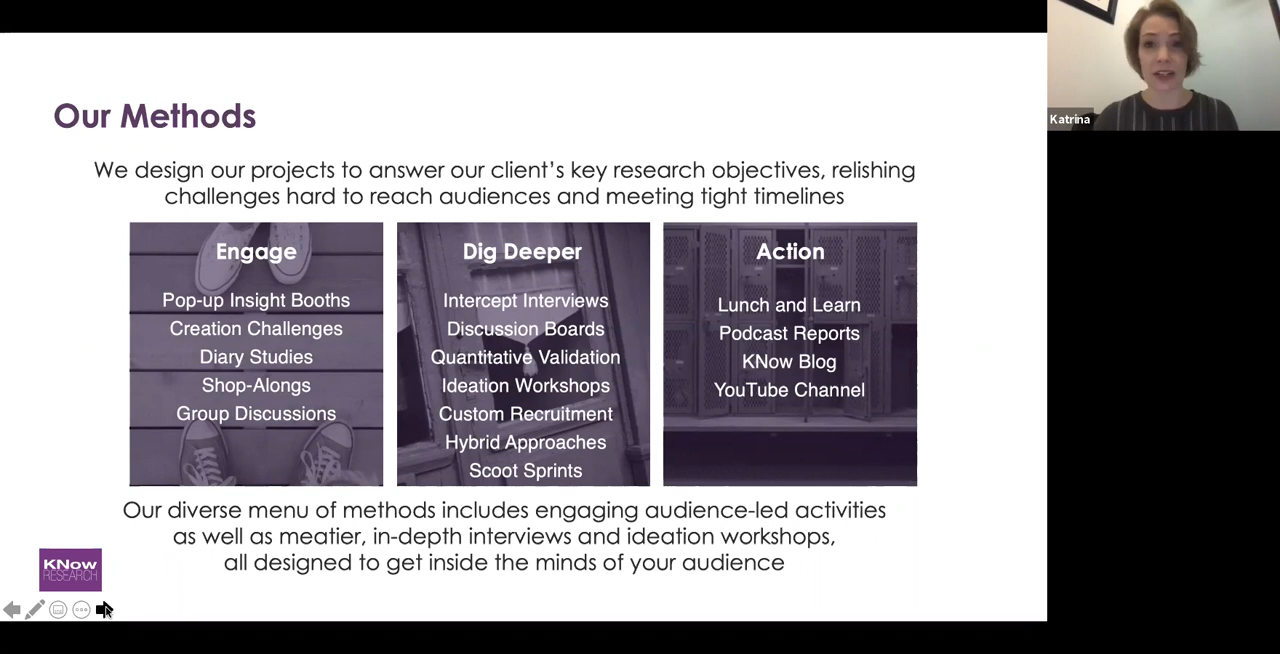 Our Methods
We design our projects to answer our client's key research objectives, relishing
challenges hard to reach audiences and meeting tight timelines
Engage
Pop-up Insight Booths
Creation Challenges
Diary Studies
Shop-Alongs
Group Discussions
Dig Deeper
Intercept Interviews
Discussion Boards
Quantitative Validation
Ideation Workshops
Custom Recruitment
Hybrid Approaches
Scoot Sprints
Action
Lunch and Learn
Podcast Reports
KNow Blog
YouTube Channel
Our diverse menu of methods includes engaging audience-led activities
as well as meatier, in-depth interviews and ideation workshops,
all designed to get inside the minds of your audience
KNow
RESEARCH
Katrina